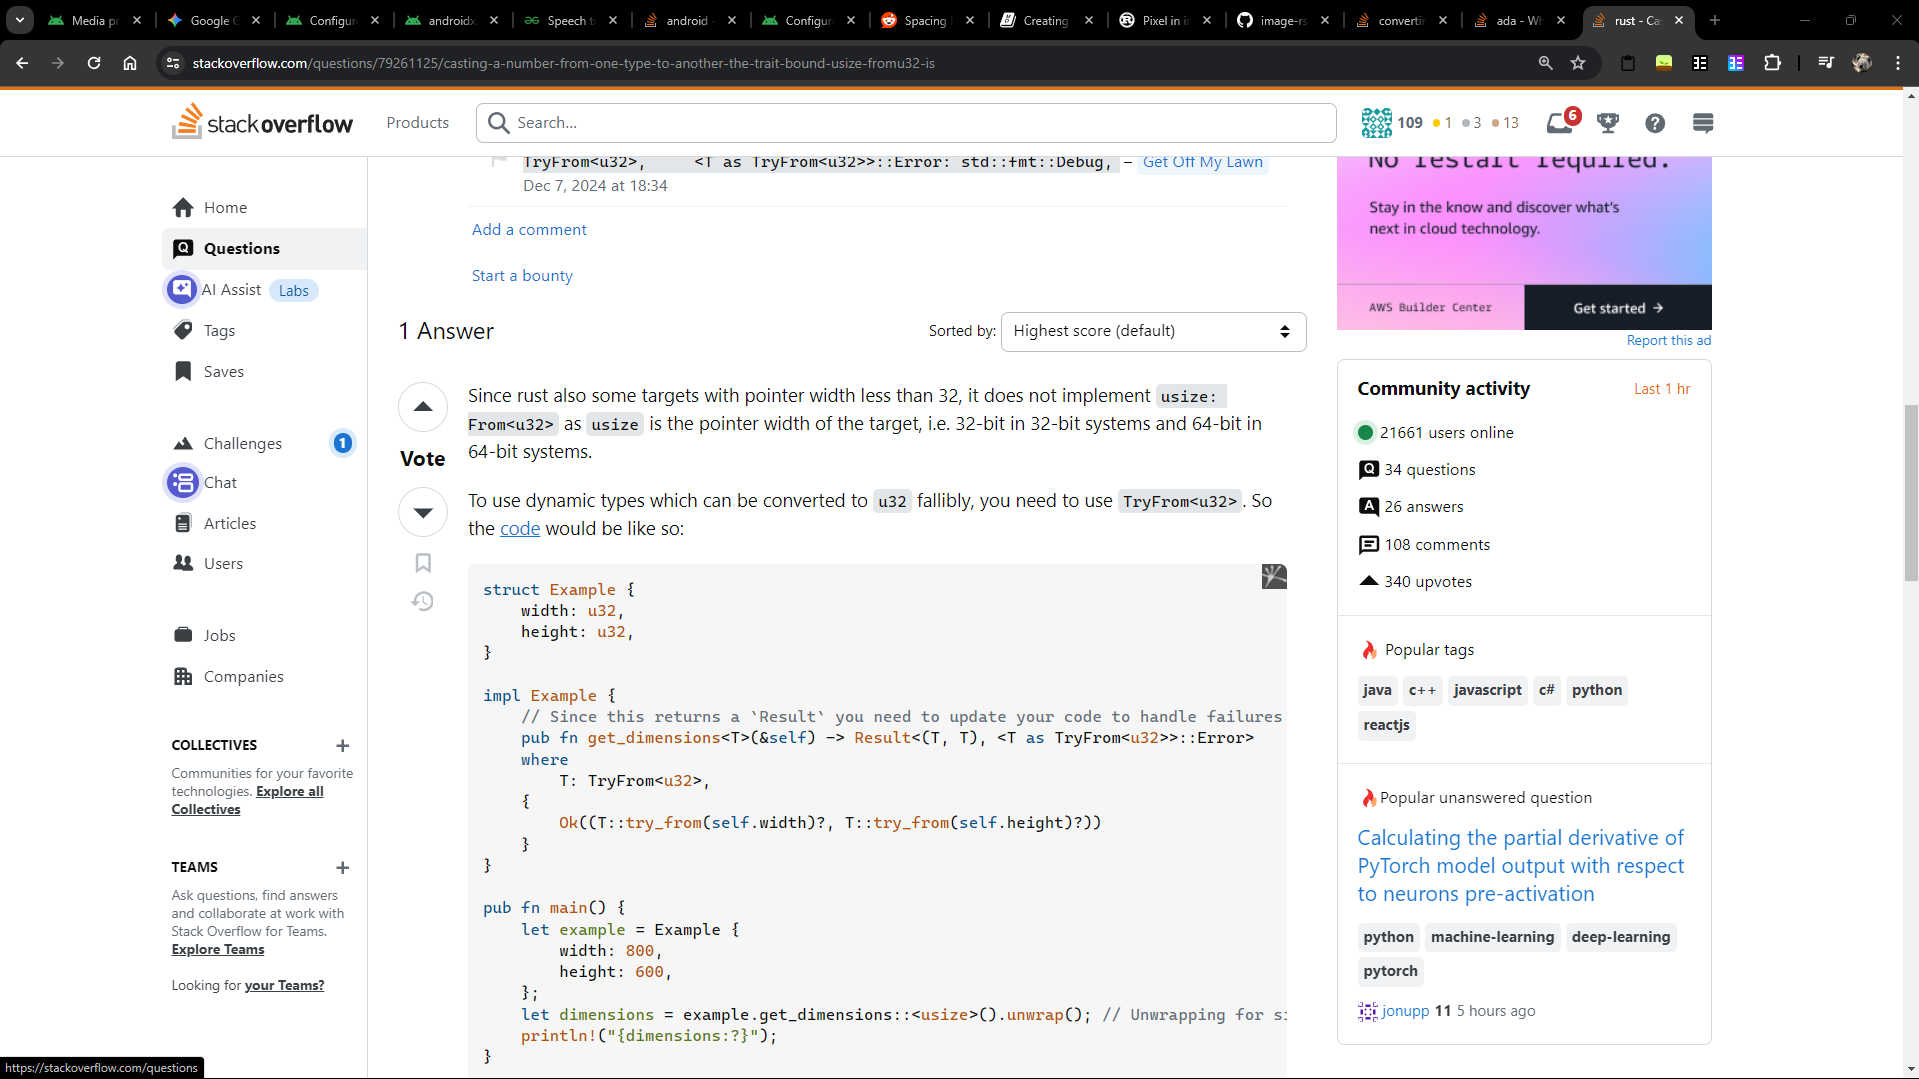 Media pr
Google G
Configur
androidx
Speech t
android -
Configur
Spacing
Creating
Pixel in i
image-rs
converti
ada - Wh
rust - Ca
stackoverflow.com/questions/79261125/casting-a-number-from-one-type-to-another-the-trait-bound-usize-fromu32-is
stackoverflow
Products
Search...
109 1 3 13
6
TryFrom<u32>, <T as TryFrom<u32>>::Error: std::fmt::Debug, – Get Off My Lawn
Dec 7, 2024 at 18:34
Add a comment
Start a bounty
Home
Questions
AI Assist Labs
Tags
Saves
Challenges 1
Chat
Articles
Users
Jobs
Companies
COLLECTIVES
Communities for your favorite
technologies. Explore all
Collectives
TEAMS
Ask questions, find answers
and collaborate at work with
Stack Overflow for Teams.
Explore Teams
Looking for your Teams?
1 Answer
Sorted by: Highest score (default)
Vote
Since rust also some targets with pointer width less than 32, it does not implement usize:
From<u32> as usize is the pointer width of the target, i.e. 32-bit in 32-bit systems and 64-bit in
64-bit systems.
To use dynamic types which can be converted to u32 fallibly, you need to use TryFrom<u32>. So
the code would be like so:
struct Example {
    width: u32,
    height: u32,
}
impl Example {
    // Since this returns a `Result` you need to update your code to handle failures
    pub fn get_dimensions<T>(&self) -> Result<(T, T), <T as TryFrom<u32>>::Error>
    where
        T: TryFrom<u32>,
    {
        Ok((T::try_from(self.width)?, T::try_from(self.height)?))
    }
}
pub fn main() {
    let example = Example {
        width: 800,
        height: 600,
    };
    let dimensions = example.get_dimensions::<usize>().unwrap(); // Unwrapping for si
    println!("{dimensions:?}");
}
No restart required.
Stay in the know and discover what's
next in cloud technology.
AWS Builder Center
Get started →
Report this ad
Community activity
Last 1 hr
21661 users online
34 questions
26 answers
108 comments
340 upvotes
Popular tags
java c++ javascript c# python
reactjs
Popular unanswered question
Calculating the partial derivative of
PyTorch model output with respect
to neurons pre-activation
python machine-learning deep-learning
pytorch
jonupp 11 5 hours ago
https://stackoverflow.com/questions